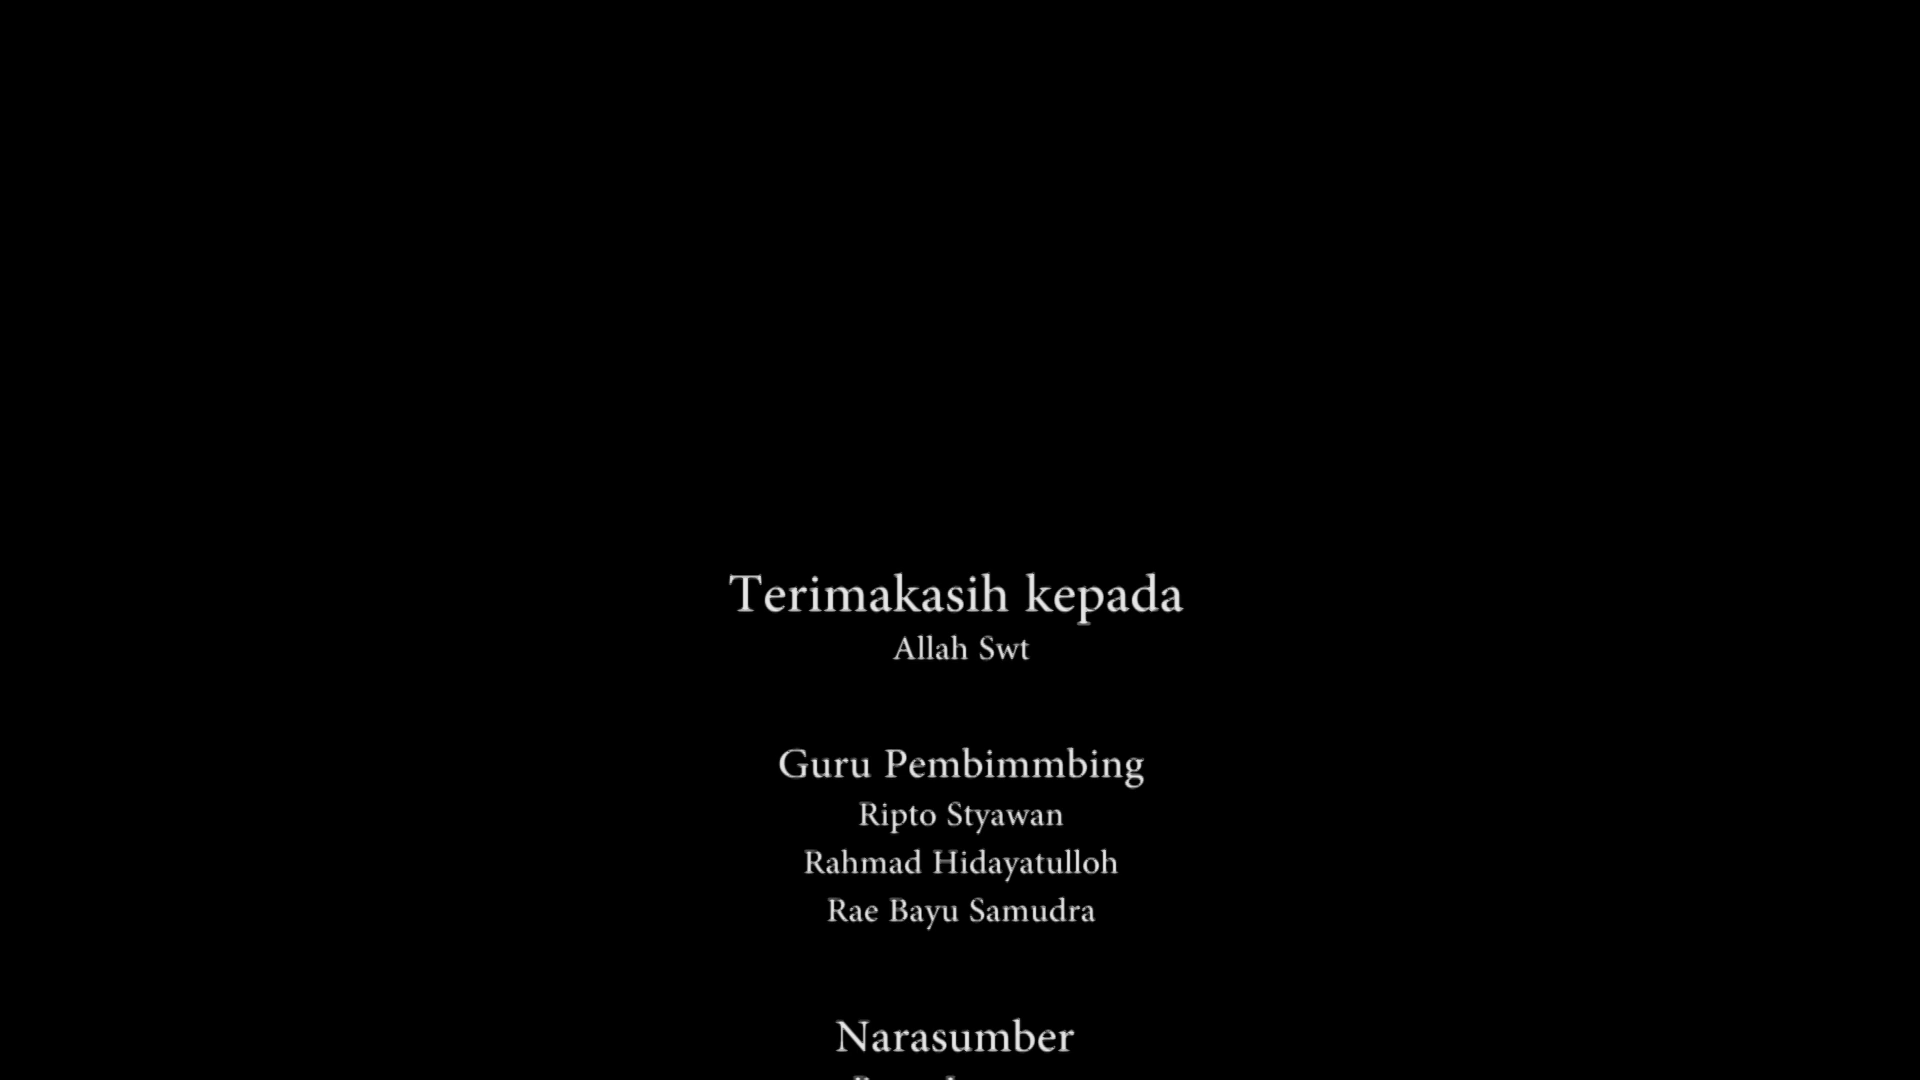 Terimakasih kepada
Allah Swt
Guru Pembimmbing
Ripto Styawan
Rahmad Hidayatulloh
Rae Bayu Samudra
Narasumber